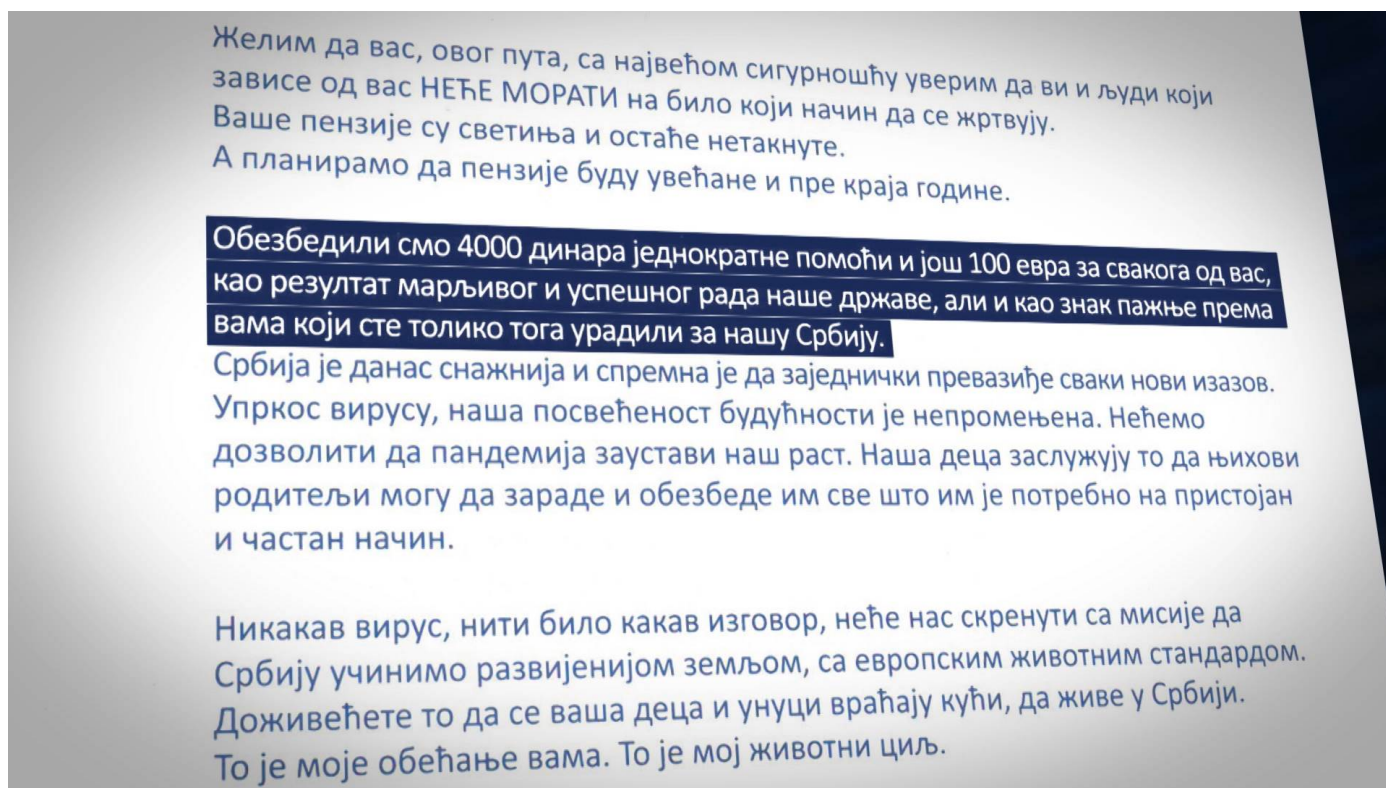 Желим да вас, овог пута, са највећом сигурношћу уверим да ви и људи који
зависе од вас НЕЋЕ МОРАТИ на било који начин да се жртвују.
Ваше пензије су светиња и остаће нетакнуте.
А планирамо да пензије буду увећане и пре краја године.
Обезбедили смо 4000 динара једнократне помоћи и још 100 евра за свакога од вас,
као резултат марљивог и успешног рада наше државе, али и као знак пажње према
вама који сте толико тога урадили за нашу Србију.
Србија је данас снажнија и спремна је да заједнички превазиђе сваки нови изазов.
Упркос вирусу, наша посвећеност будућности је непромењена. Нећемо
дозволити да пандемија заустави наш раст. Наша деца заслужују то да њихови
родитељи могу да зараде и обезбеде им све што им је потребно на пристојан
и частан начин.
Никакав вирус, нити било какав изговор, неће нас скренути са мисије да
Србију учинимо развијенијом земљом, са европским животним стандардом.
Доживећете то да се ваша деца и унуци враћају кући, да живе у Србији.
То је моје обећање вама. То је мој животни циљ.